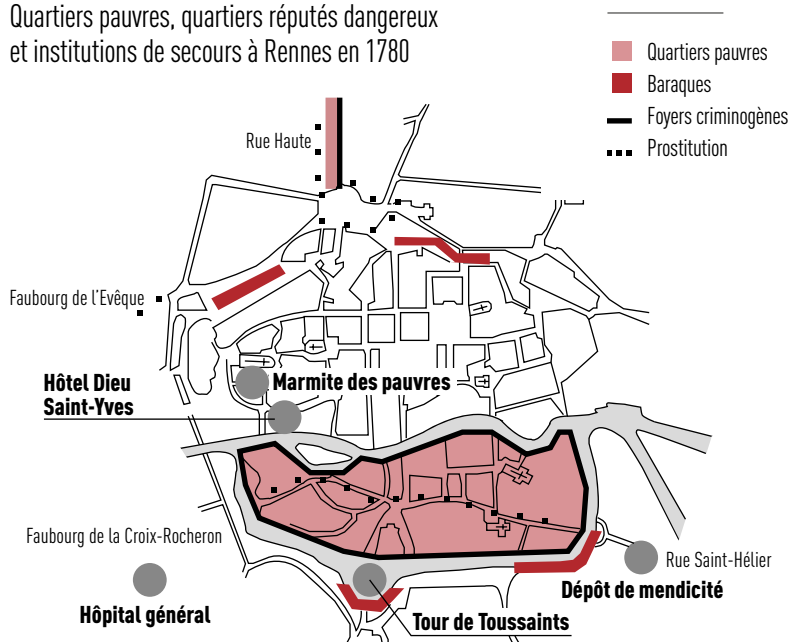 Quartiers pauvres, quartiers réputés dangereux
et institutions de secours à Rennes en 1780
Quartiers pauvres
Baraques
Foyers criminogènes
Prostitution
Rue Haute
Faubourg de l'Evêque
Hôtel Dieu
Saint-Yves
Marmite des pauvres
Faubourg de la Croix-Rocheron
Rue Saint-Hélier
Dépôt de mendicité
Hôpital général
Tour de Toussaints